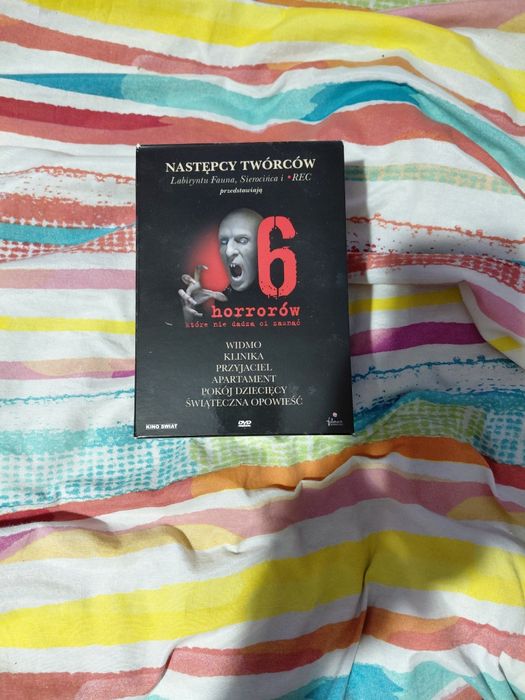 NASTĘPCY TWÓRCÓW
Labiryntu Fauna, Sierocińca i •REC
przedstawiają
6
horrorów
które nie dadzą ci zasnąć
WIDMO
KLINIKA
PRZYJACIEL
APARTAMENT
POKÓJ DZIECIĘCY
ŚWIĄTECZNA OPOWIEŚĆ
KINO ŚWIAT
DVD